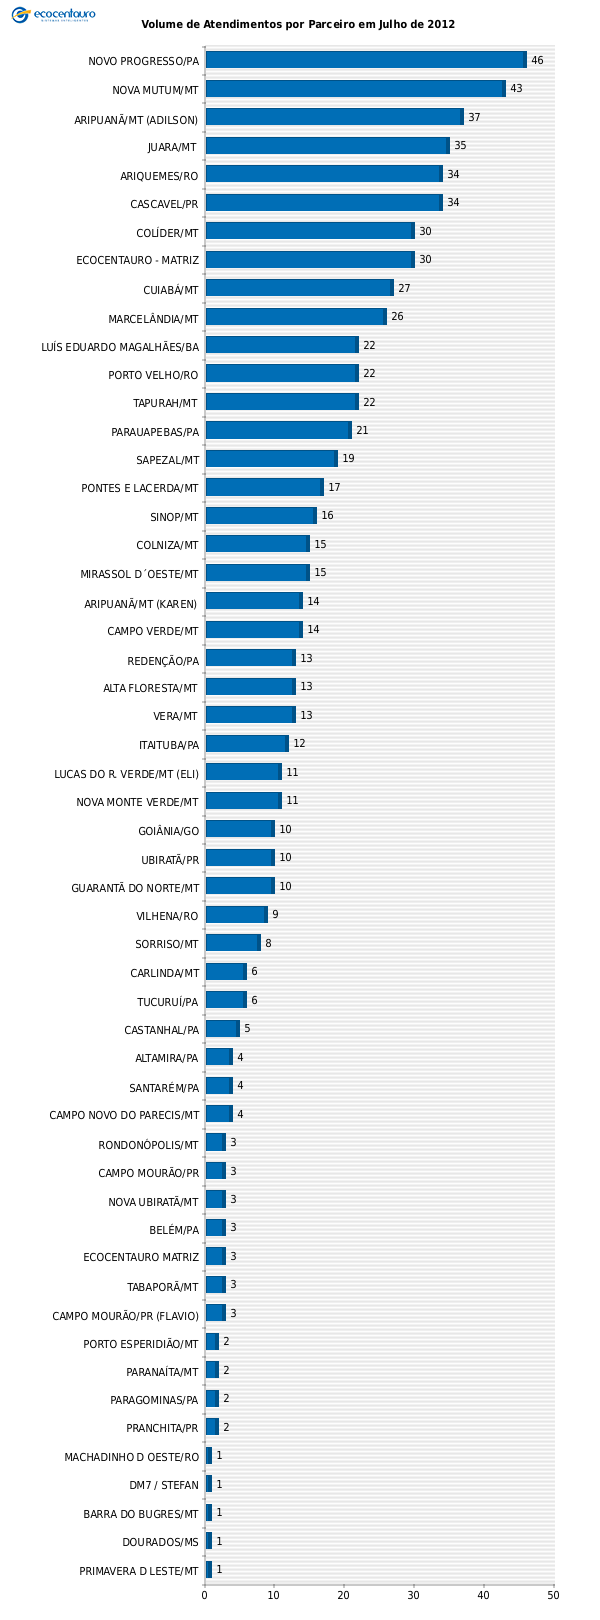 ecocentauro
Volume de Atendimentos por Parceiro em Julho de 2012
NOVO PROGRESSO/PA 46
NOVA MUTUM/MT 43
ARIPUANÃ/MT (ADILSON) 37
JUARA/MT 35
ARIQUEMES/RO 34
CASCAVEL/PR 34
COLÍDER/MT 30
ECOCENTAURO - MATRIZ 30
CUIABÁ/MT 27
MARCELÂNDIA/MT 26
LUÍS EDUARDO MAGALHÃES/BA 22
PORTO VELHO/RO 22
TAPURAH/MT 22
PARAUAPEBAS/PA 21
SAPEZAL/MT 19
PONTES E LACERDA/MT 17
SINOP/MT 16
COLNIZA/MT 15
MIRASSOL D´OESTE/MT 15
ARIPUANÃ/MT (KAREN) 14
CAMPO VERDE/MT 14
REDENÇÃO/PA 13
ALTA FLORESTA/MT 13
VERA/MT 13
ITAITUBA/PA 12
LUCAS DO R. VERDE/MT (ELI) 11
NOVA MONTE VERDE/MT 11
GOIÂNIA/GO 10
UBIRATÃ/PR 10
GUARANTÃ DO NORTE/MT 10
VILHENA/RO 9
SORRISO/MT 8
CARLINDA/MT 6
TUCURUÍ/PA 6
CASTANHAL/PA 5
ALTAMIRA/PA 4
SANTARÉM/PA 4
CAMPO NOVO DO PARECIS/MT 4
RONDONÓPOLIS/MT 3
CAMPO MOURÃO/PR 3
NOVA UBIRATÃ/MT 3
BELÉM/PA 3
ECOCENTAURO MATRIZ 3
TABAPORÃ/MT 3
CAMPO MOURÃO/PR (FLAVIO) 3
PORTO ESPERIDIÃO/MT 2
PARANAÍTA/MT 2
PARAGOMINAS/PA 2
PRANCHITA/PR 2
MACHADINHO D OESTE/RO 1
DM7 / STEFAN 1
BARRA DO BUGRES/MT 1
DOURADOS/MS 1
PRIMAVERA D LESTE/MT 1
0 10 20 30 40 50